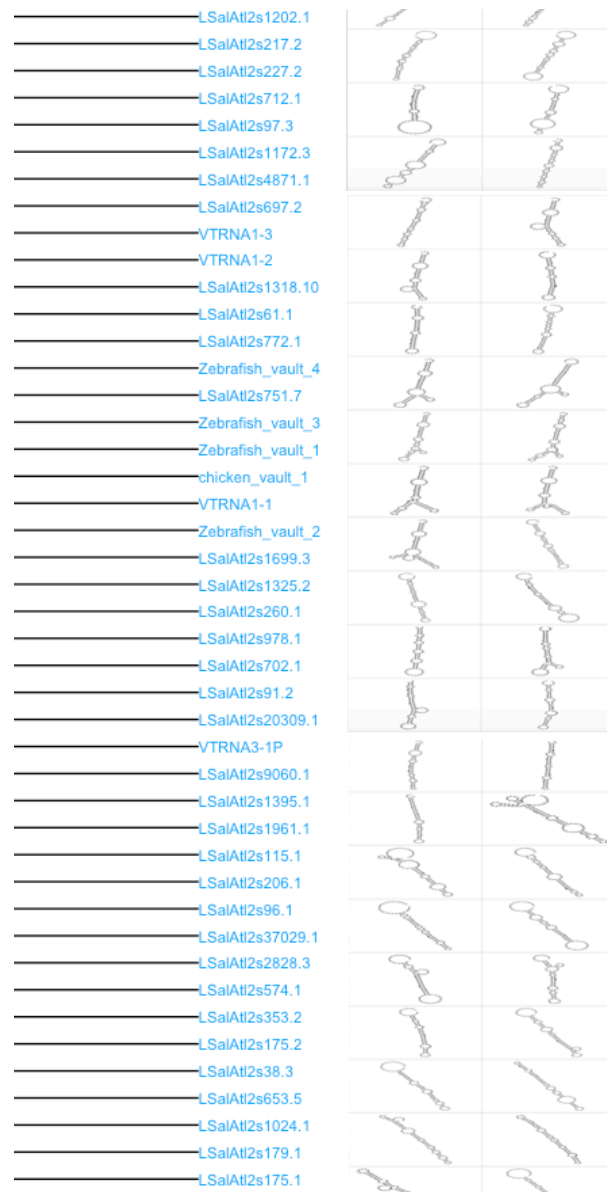 LSalAtl2s1202.1
LSalAtl2s217.2
LSalAtl2s227.2
LSalAtl2s712.1
LSalAtl2s97.3
LSalAtl2s1172.3
LSalAtl2s4871.1
LSalAtl2s697.2
VTRNA1-3
VTRNA1-2
LSalAtl2s1318.10
LSalAtl2s61.1
LSalAtl2s772.1
Zebrafish_vault_4
LSalAtl2s751.7
Zebrafish_vault_3
Zebrafish_vault_1
chicken_vault_1
VTRNA1-1
Zebrafish_vault_2
LSalAtl2s1699.3
LSalAtl2s1325.2
LSalAtl2s260.1
LSalAtl2s978.1
LSalAtl2s702.1
LSalAtl2s91.2
LSalAtl2s20309.1
VTRNA3-1P
LSalAtl2s9060.1
LSalAtl2s1395.1
LSalAtl2s1961.1
LSalAtl2s115.1
LSalAtl2s206.1
LSalAtl2s96.1
LSalAtl2s37029.1
LSalAtl2s2828.3
LSalAtl2s574.1
LSalAtl2s353.2
LSalAtl2s175.2
LSalAtl2s38.3
LSalAtl2s653.5
LSalAtl2s1024.1
LSalAtl2s179.1
LSalAtl2s175.1